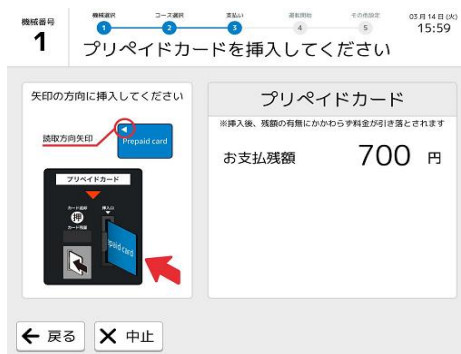 機械番号
1
機械選択
コース選択
支払い
運転開始
その他設定
1
2
3
4
5
03月14日(火)
15:59
プリペイドカードを挿入してください
矢印の方向に挿入してください
読取方向矢印
Prepaid card
プリペイドカード
カード返却
押
カード残額
挿入口
Prepaid card
プリペイドカード
※挿入後、残額の有無にかかわらず料金が引き落とされます
お支払残額 700 円
戻る
中止